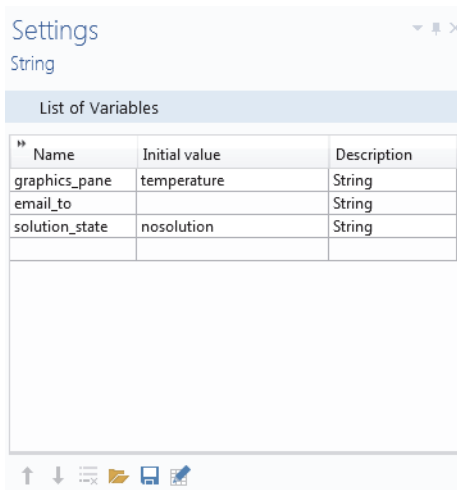 Settings
String
List of Variables
Name Initial value Description
graphics_pane temperature String
email_to String
solution_state nosolution String